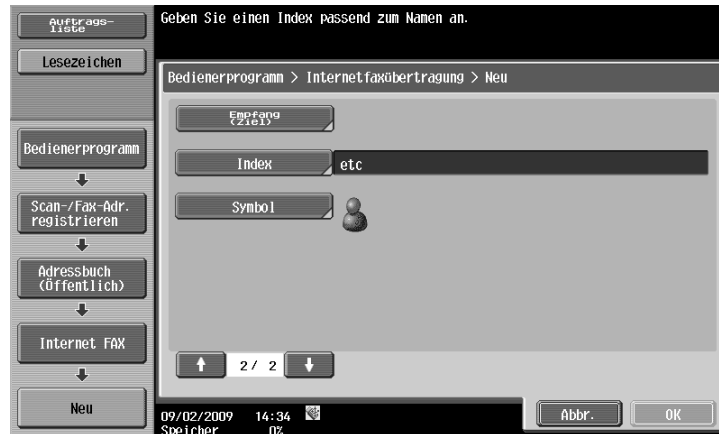 Auftrags-
liste
Geben Sie einen Index passend zum Namen an.
Lesezeichen
Bedienerprogramm > Internetfaxübertragung > Neu
Empfang
(Ziel)
Bedienerprogramm
Index
etc
Scan-/Fax-Adr.
registrieren
Symbol
Adressbuch
(Öffentlich)
Internet FAX
2/ 2
Neu
Abbr.
OK
09/02/2009 14:34
Speicher 0%